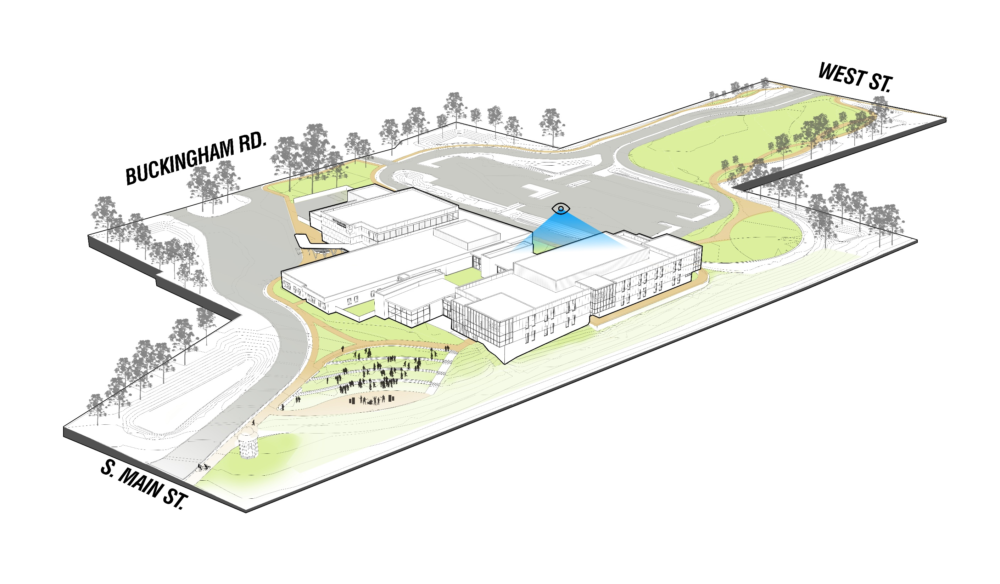 WEST ST.
BUCKINGHAM RD.
S. MAIN ST.